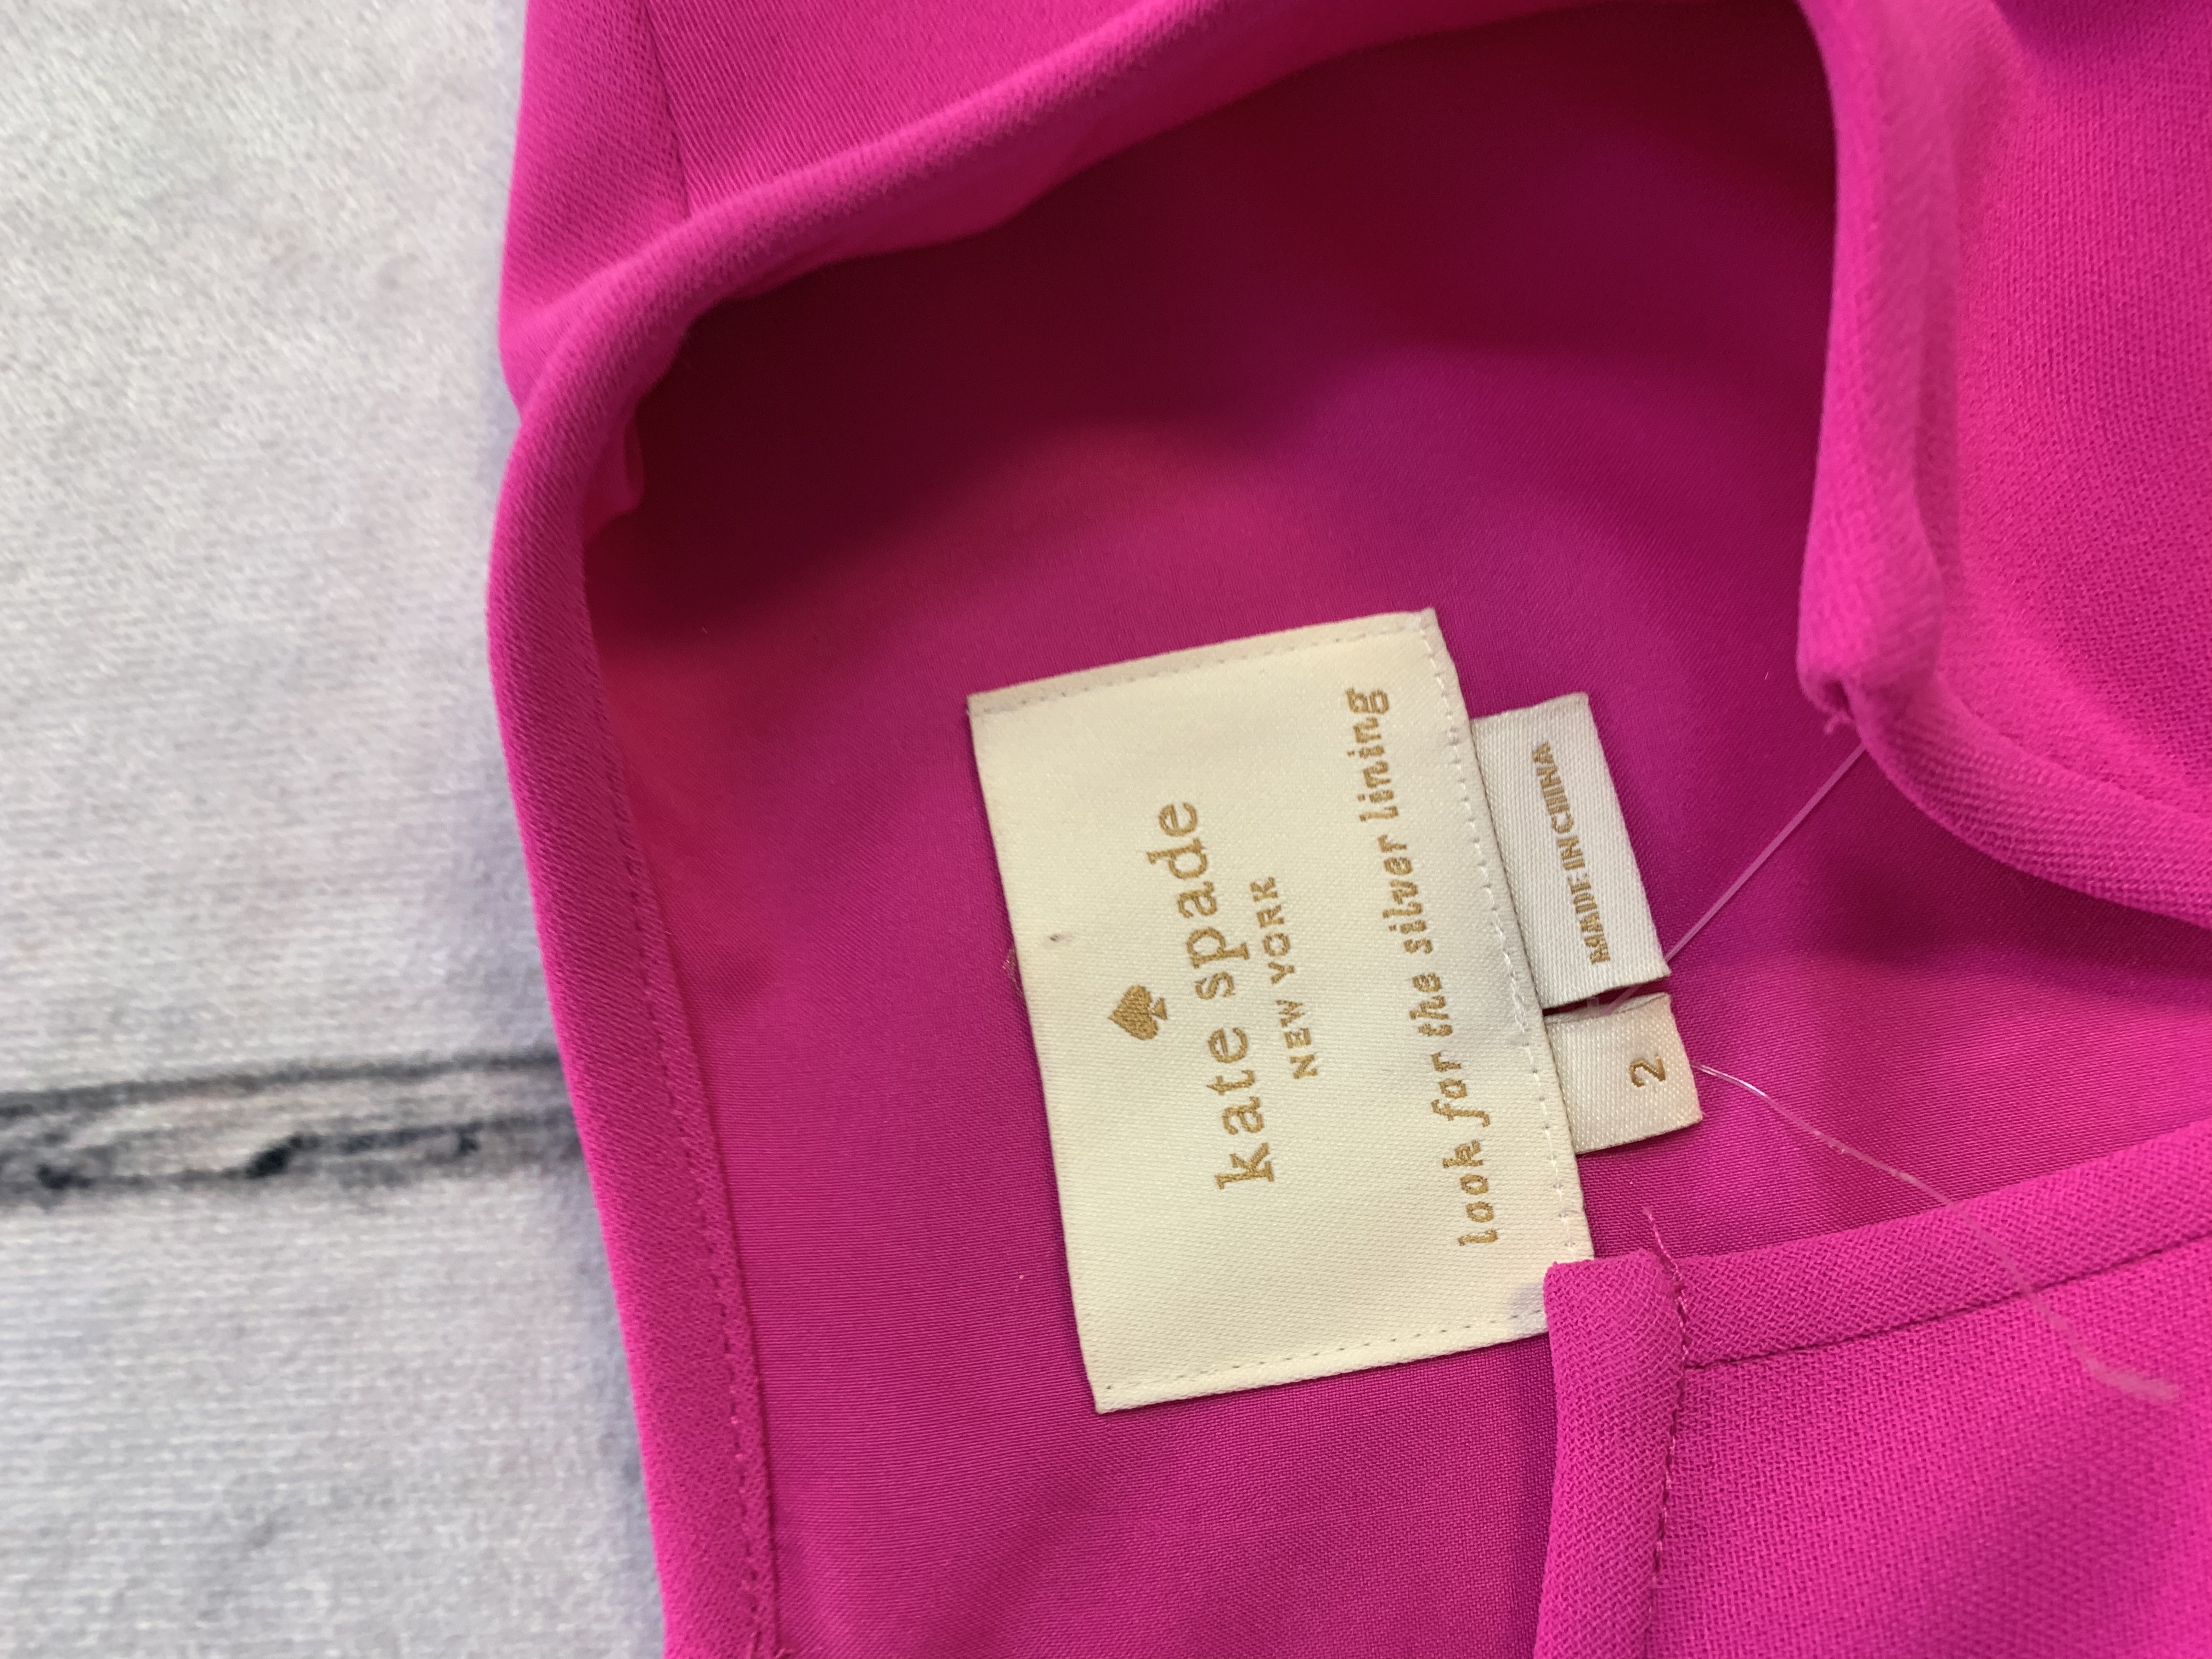 kate spade
NEW YORK
look for the silver lining
MADE IN CHINA
2